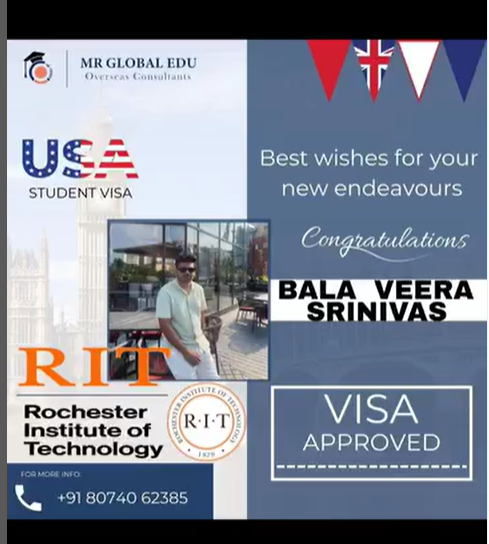 MR GLOBAL EDU
Overseas Consultants
USA
STUDENT VISA
Best wishes for your
new endeavours
Congratulations
BALA VEERA
SRINIVAS
RIT
Rochester
Institute of
Technology
ROCHESTER INSTITUTE OF TECHNOLOGY
R·I·T
1829
VISA
APPROVED
FOR MORE INFO:
+91 80740 62385